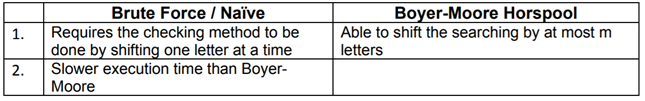 Brute Force / Naïve
Boyer-Moore Horspool
1.
Requires the checking method to be
done by shifting one letter at a time
Able to shift the searching by at most m
letters
2.
Slower execution time than Boyer-
Moore